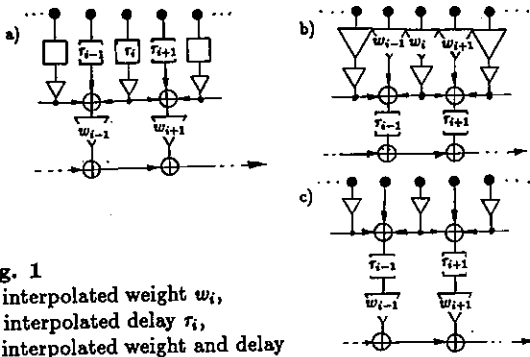 a)
τi−1 τi τi+1
wi−1 wi+1
b)
wi−1 wi wi+1
τi−1 τi+1
c)
τi−1 τi+1
wi−1 wi+1
g. 1
interpolated weight wi,
interpolated delay τi,
interpolated weight and delay